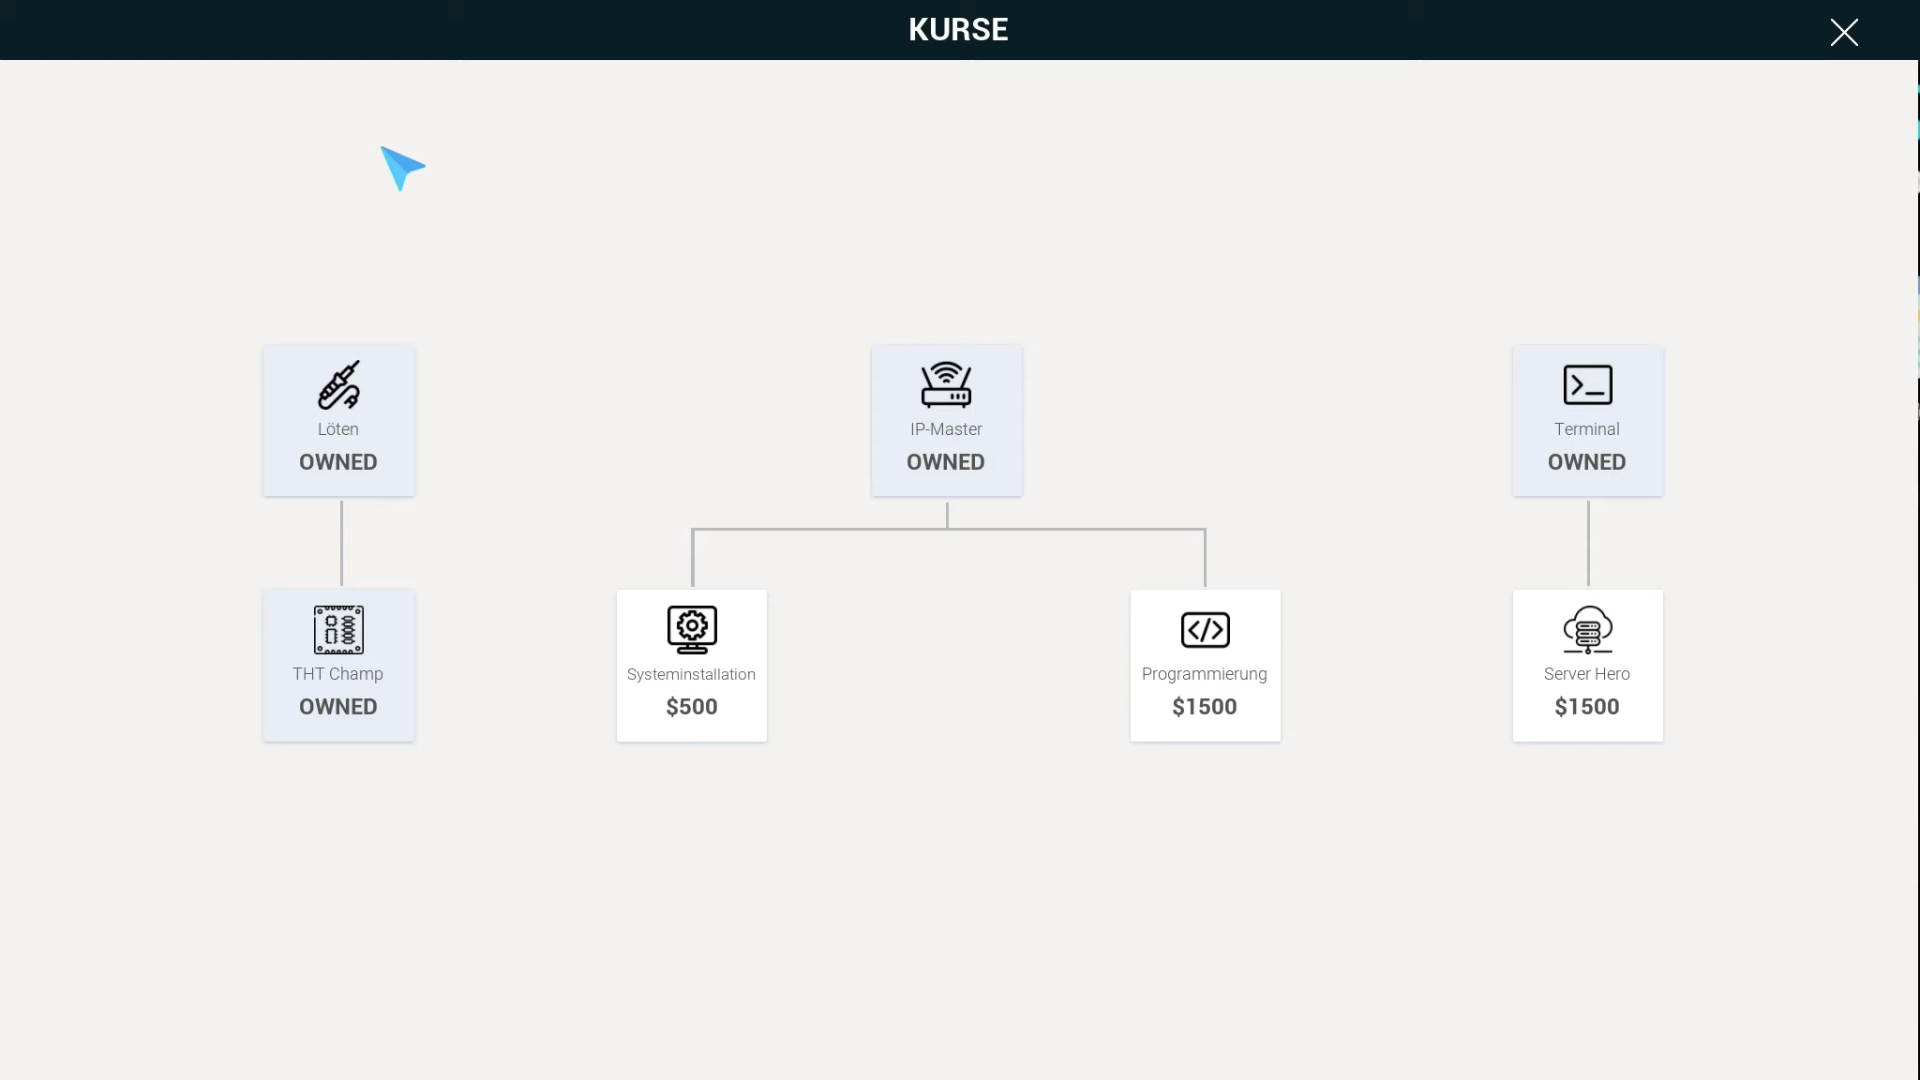 KURSE
Löten
OWNED
IP-Master
OWNED
Terminal
OWNED
THT Champ
OWNED
Systeminstallation
$500
Programmierung
$1500
Server Hero
$1500